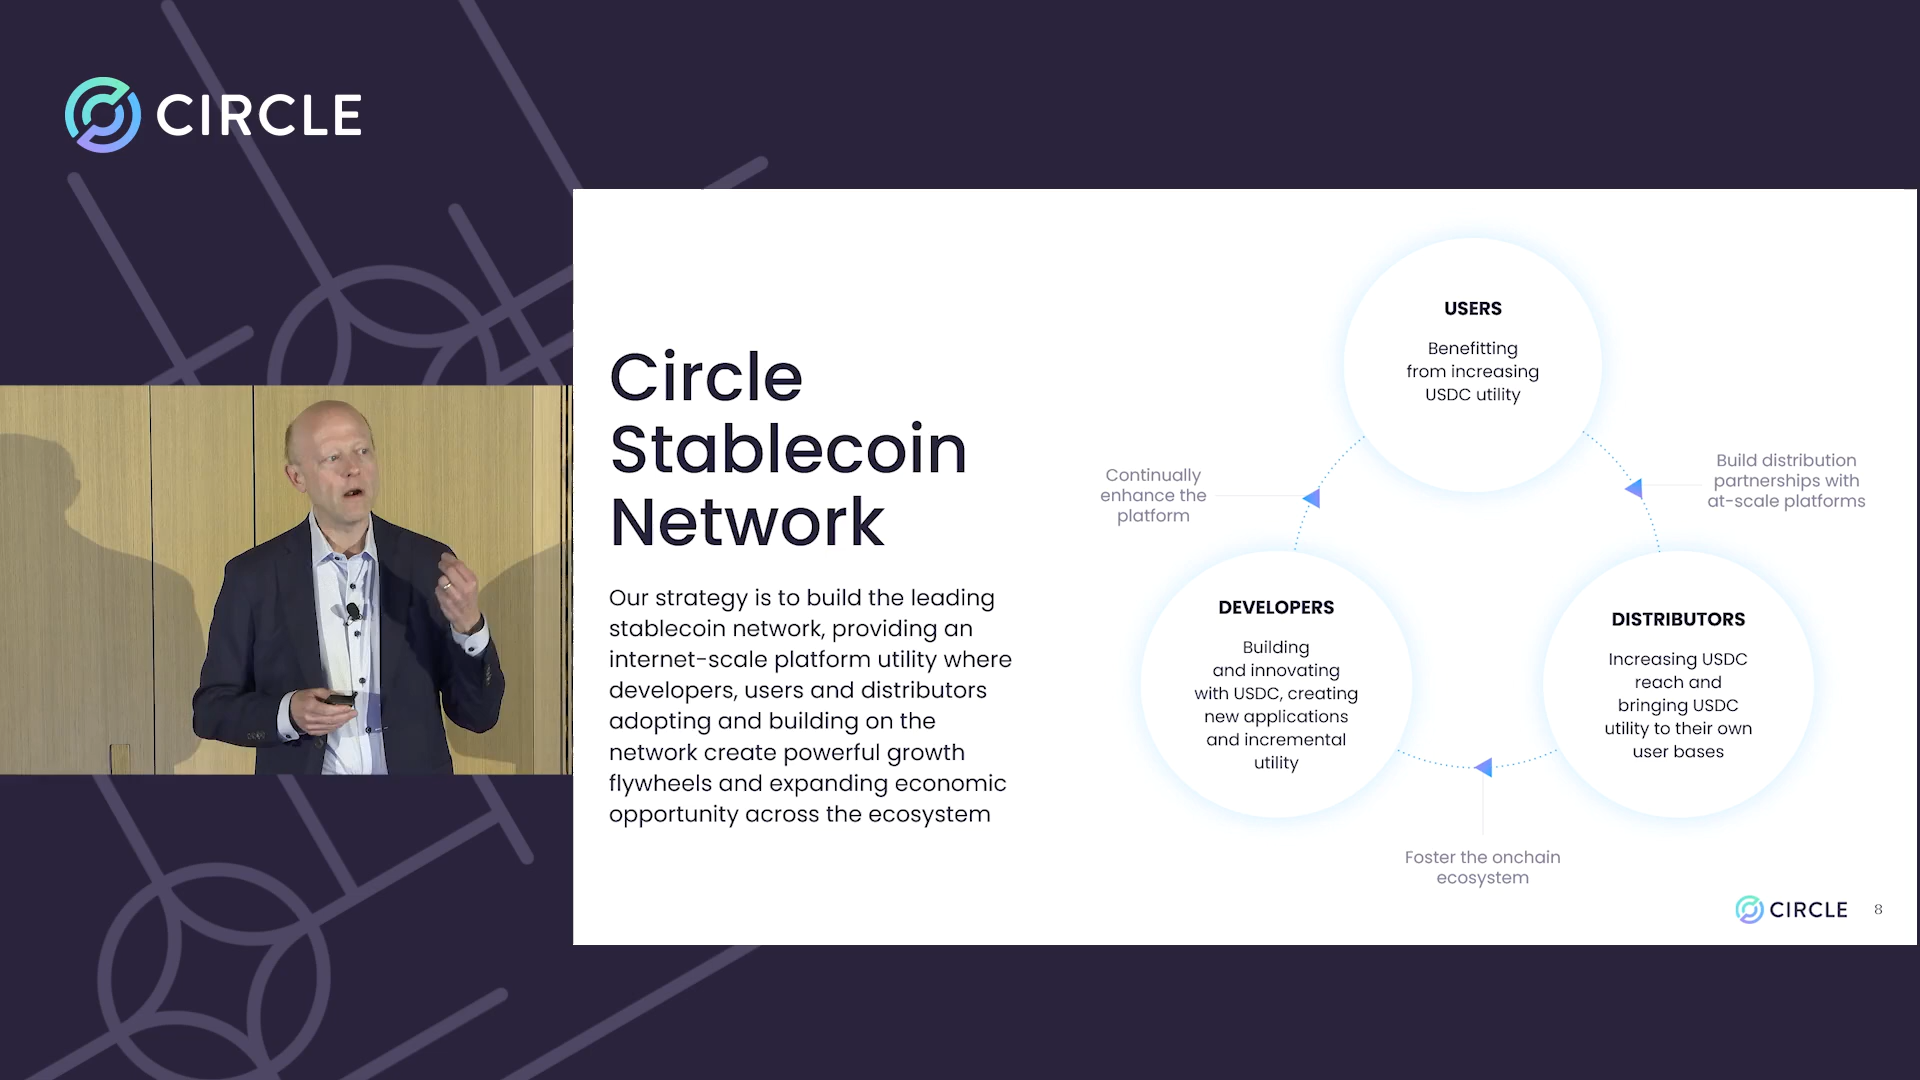 CIRCLE
Circle
Stablecoin
Network
Our strategy is to build the leading
stablecoin network, providing an
internet-scale platform utility where
developers, users and distributors
adopting and building on the
network create powerful growth
flywheels and expanding economic
opportunity across the ecosystem
USERS
Benefitting
from increasing
USDC utility
Continually
enhance the
platform
Build distribution
partnerships with
at-scale platforms
DEVELOPERS
Building
and innovating
with USDC, creating
new applications
and incremental
utility
DISTRIBUTORS
Increasing USDC
reach and
bringing USDC
utility to their own
user bases
Foster the onchain
ecosystem
CIRCLE 8